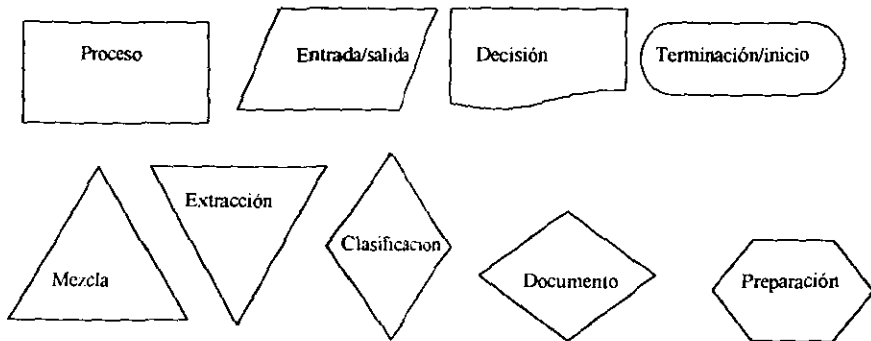 Proceso
Entrada/salida
Decisión
Terminación/inicio
Extracción
Mezcla
Clasificacion
Documento
Preparación